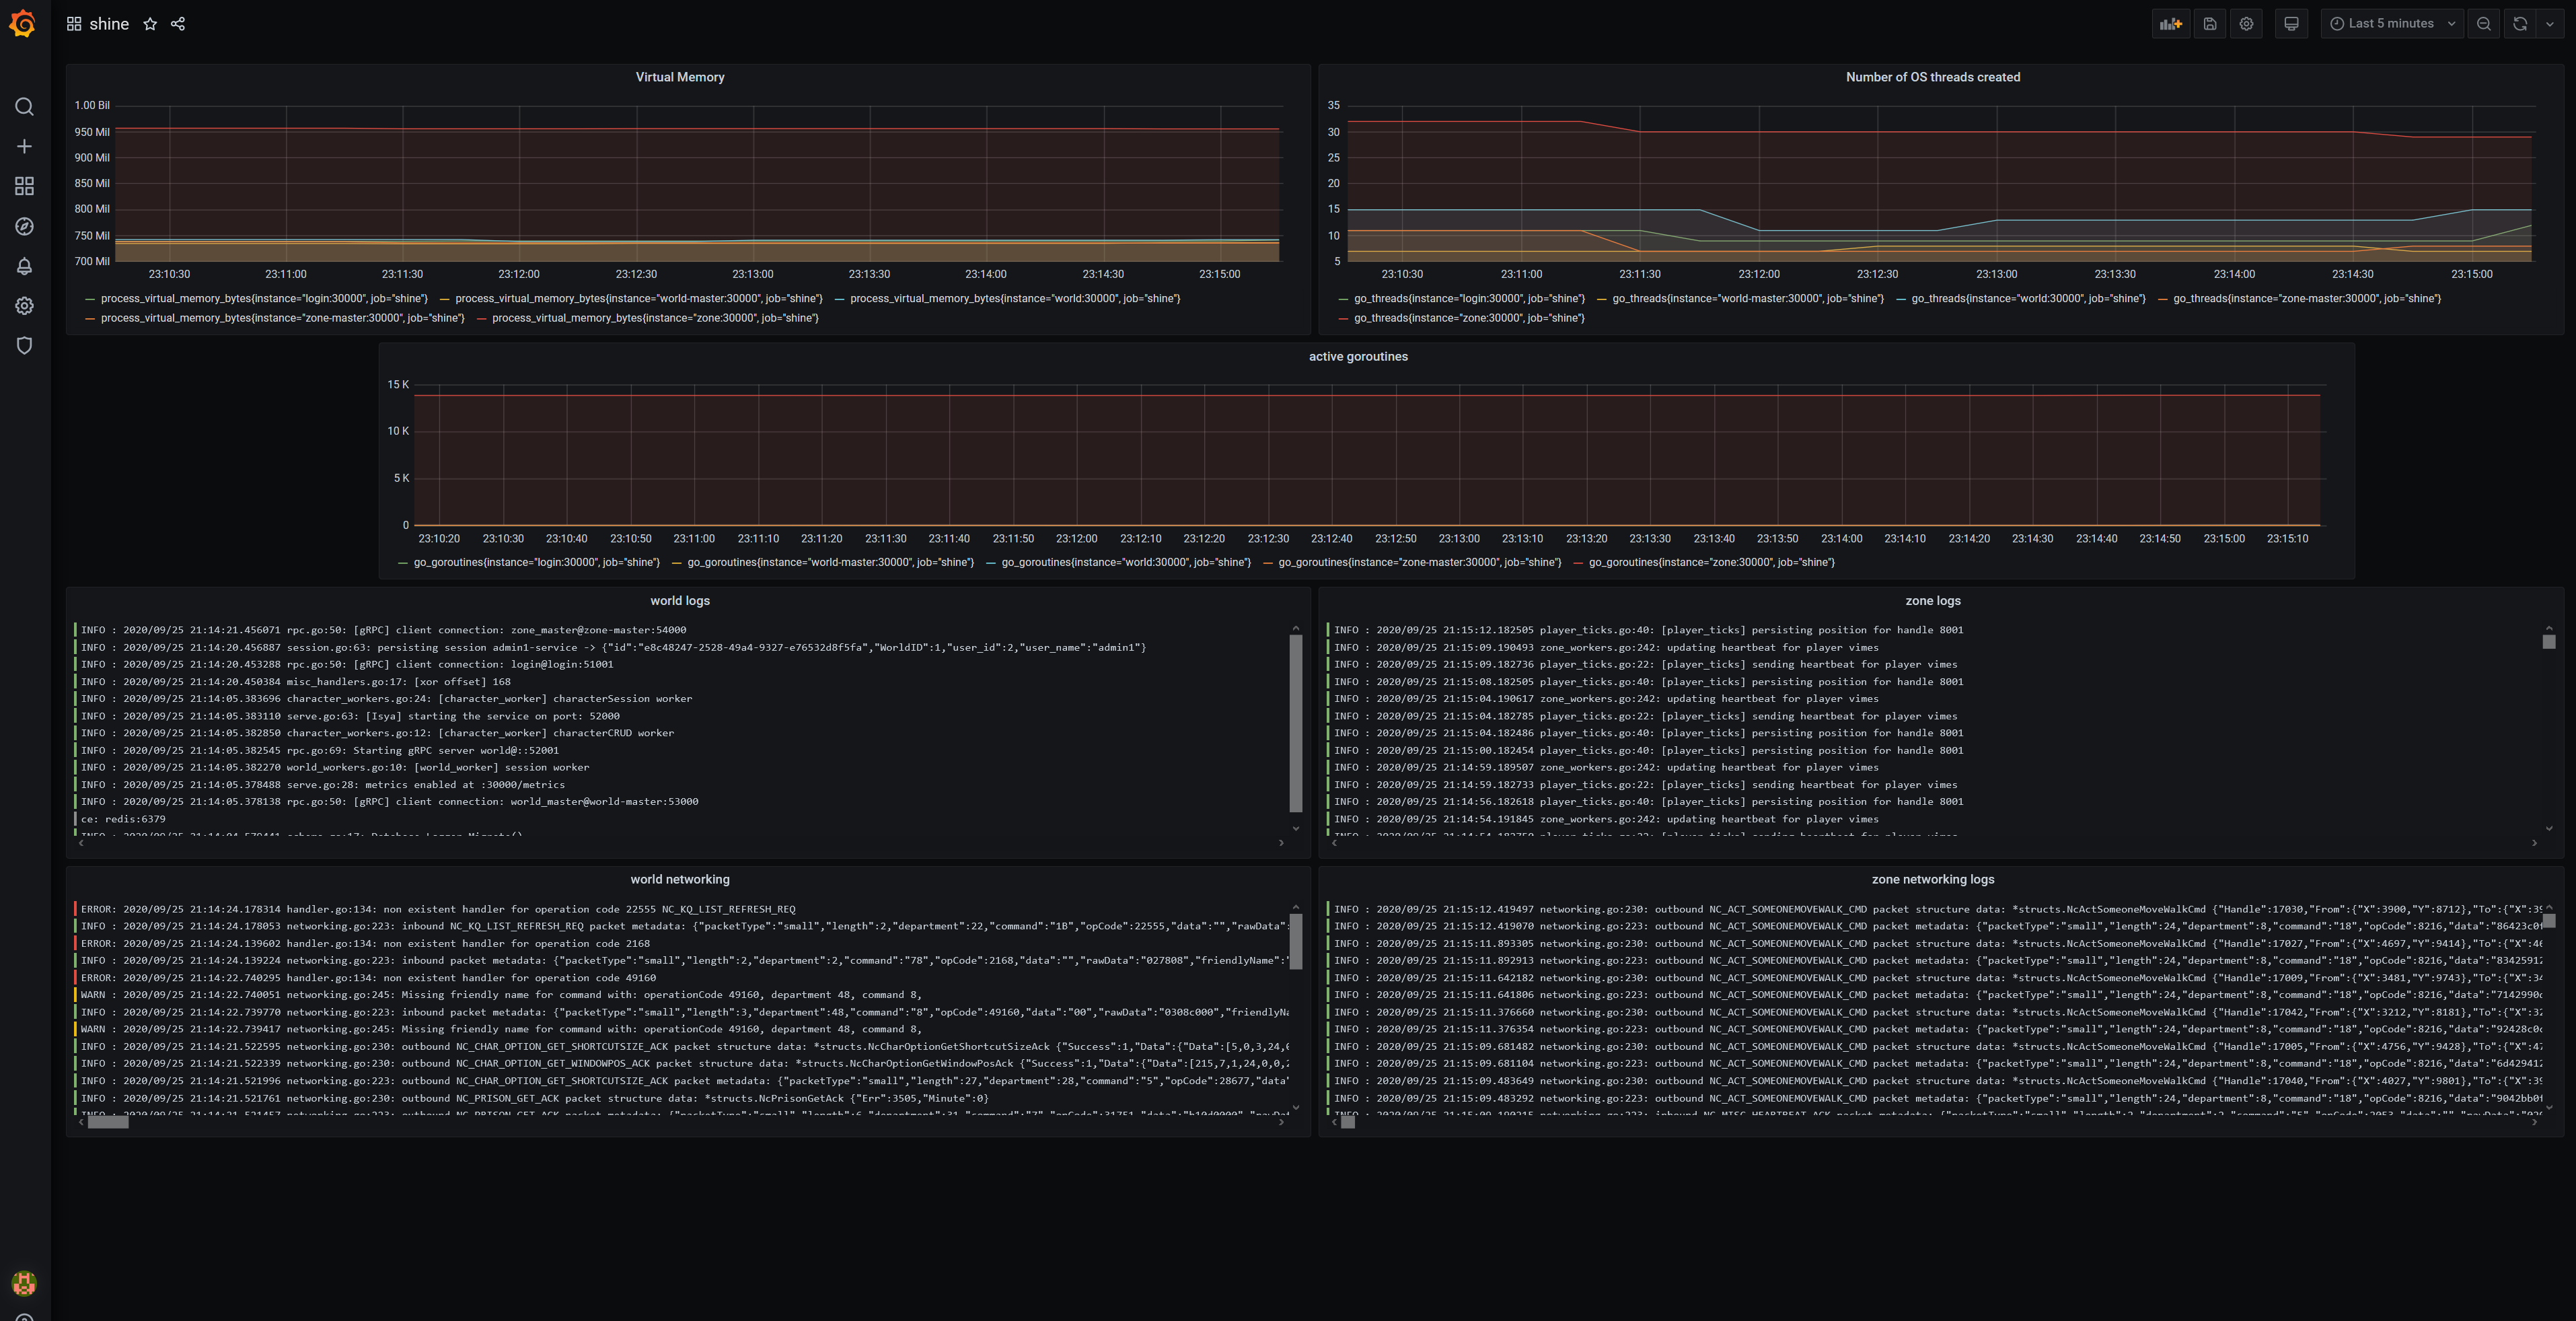 shine
Last 5 minutes
Virtual Memory
1.00 Bil
950 Mil
900 Mil
850 Mil
800 Mil
750 Mil
700 Mil
23:10:30 23:11:00 23:11:30 23:12:00 23:12:30 23:13:00 23:13:30 23:14:00 23:14:30 23:15:00
process_virtual_memory_bytes{instance="login:30000", job="shine"} process_virtual_memory_bytes{instance="world-master:30000", job="shine"} process_virtual_memory_bytes{instance="world:30000", job="shine"}
process_virtual_memory_bytes{instance="zone-master:30000", job="shine"} process_virtual_memory_bytes{instance="zone:30000", job="shine"}
Number of OS threads created
35
30
25
20
15
10
5
23:10:30 23:11:00 23:11:30 23:12:00 23:12:30 23:13:00 23:13:30 23:14:00 23:14:30 23:15:00
go_threads{instance="login:30000", job="shine"} go_threads{instance="world-master:30000", job="shine"} go_threads{instance="world:30000", job="shine"} go_threads{instance="zone-master:30000", job="shine"}
go_threads{instance="zone:30000", job="shine"}
active goroutines
15 K
10 K
5 K
0
23:10:20 23:10:30 23:10:40 23:10:50 23:11:00 23:11:10 23:11:20 23:11:30 23:11:40 23:11:50 23:12:00 23:12:10 23:12:20 23:12:30 23:12:40 23:12:50 23:13:00 23:13:10 23:13:20 23:13:30 23:13:40 23:13:50 23:14:00 23:14:10 23:14:20 23:14:30 23:14:40 23:14:50 23:15:00 23:15:10
go_goroutines{instance="login:30000", job="shine"} go_goroutines{instance="world-master:30000", job="shine"} go_goroutines{instance="world:30000", job="shine"} go_goroutines{instance="zone-master:30000", job="shine"} go_goroutines{instance="zone:30000", job="shine"}
world logs
INFO : 2020/09/25 21:14:21.456071 rpc.go:50: [gRPC] client connection: zone_master@zone-master:54000
INFO : 2020/09/25 21:14:20.456887 session.go:63: persisting session admin1-service -> {"id":"e8c48247-2528-49a4-9327-e76532d8f5fa","WorldID":1,"user_id":2,"user_name":"admin1"}
INFO : 2020/09/25 21:14:20.453288 rpc.go:50: [gRPC] client connection: login@login:51001
INFO : 2020/09/25 21:14:20.450384 misc_handlers.go:17: [xor offset] 168
INFO : 2020/09/25 21:14:05.383696 character_workers.go:24: [character_worker] characterSession worker
INFO : 2020/09/25 21:14:05.383110 serve.go:63: [Isya] starting the service on port: 52000
INFO : 2020/09/25 21:14:05.382850 character_workers.go:12: [character_worker] characterCRUD worker
INFO : 2020/09/25 21:14:05.382545 rpc.go:69: Starting gRPC server world@::52001
INFO : 2020/09/25 21:14:05.382270 world_workers.go:10: [world_worker] session worker
INFO : 2020/09/25 21:14:05.378488 serve.go:28: metrics enabled at :30000/metrics
INFO : 2020/09/25 21:14:05.378138 rpc.go:50: [gRPC] client connection: world_master@world-master:53000
ce: redis:6379
zone logs
INFO : 2020/09/25 21:15:12.182505 player_ticks.go:40: [player_ticks] persisting position for handle 8001
INFO : 2020/09/25 21:15:09.190493 zone_workers.go:242: updating heartbeat for player vimes
INFO : 2020/09/25 21:15:09.182736 player_ticks.go:22: [player_ticks] sending heartbeat for player vimes
INFO : 2020/09/25 21:15:08.182505 player_ticks.go:40: [player_ticks] persisting position for handle 8001
INFO : 2020/09/25 21:15:04.190617 zone_workers.go:242: updating heartbeat for player vimes
INFO : 2020/09/25 21:15:04.182785 player_ticks.go:22: [player_ticks] sending heartbeat for player vimes
INFO : 2020/09/25 21:15:04.182486 player_ticks.go:40: [player_ticks] persisting position for handle 8001
INFO : 2020/09/25 21:15:00.182454 player_ticks.go:40: [player_ticks] persisting position for handle 8001
INFO : 2020/09/25 21:14:59.189507 zone_workers.go:242: updating heartbeat for player vimes
INFO : 2020/09/25 21:14:59.182733 player_ticks.go:22: [player_ticks] sending heartbeat for player vimes
INFO : 2020/09/25 21:14:56.182618 player_ticks.go:40: [player_ticks] persisting position for handle 8001
INFO : 2020/09/25 21:14:54.191845 zone_workers.go:242: updating heartbeat for player vimes
world networking
ERROR: 2020/09/25 21:14:24.178314 handler.go:134: non existent handler for operation code 22555 NC_KQ_LIST_REFRESH_REQ
INFO : 2020/09/25 21:14:24.178053 networking.go:223: inbound NC_KQ_LIST_REFRESH_REQ packet metadata: {"packetType":"small","length":2,"department":22,"command":"1B","opCode":22555,"data":"","rawData":
ERROR: 2020/09/25 21:14:24.139602 handler.go:134: non existent handler for operation code 2168
INFO : 2020/09/25 21:14:24.139224 networking.go:223: inbound packet metadata: {"packetType":"small","length":2,"department":2,"command":"78","opCode":2168,"data":"","rawData":"027808","friendlyName":"
ERROR: 2020/09/25 21:14:22.740295 handler.go:134: non existent handler for operation code 49160
WARN : 2020/09/25 21:14:22.740051 networking.go:245: Missing friendly name for command with: operationCode 49160, department 48, command 8,
INFO : 2020/09/25 21:14:22.739770 networking.go:223: inbound packet metadata: {"packetType":"small","length":3,"department":48,"command":"8","opCode":49160,"data":"00","rawData":"0308c000","friendlyNa
WARN : 2020/09/25 21:14:22.739417 networking.go:245: Missing friendly name for command with: operationCode 49160, department 48, command 8,
INFO : 2020/09/25 21:14:21.522595 networking.go:230: outbound NC_CHAR_OPTION_GET_SHORTCUTSIZE_ACK packet structure data: *structs.NcCharOptionGetShortcutSizeAck {"Success":1,"Data":{"Data":[5,0,3,24,
INFO : 2020/09/25 21:14:21.522339 networking.go:230: outbound NC_CHAR_OPTION_GET_WINDOWPOS_ACK packet structure data: *structs.NcCharOptionGetWindowPosAck {"Success":1,"Data":{"Data":[215,7,1,24,0,0,
INFO : 2020/09/25 21:14:21.521996 networking.go:223: outbound NC_CHAR_OPTION_GET_SHORTCUTSIZE_ACK packet metadata: {"packetType":"small","length":27,"department":28,"command":"5","opCode":28677,"data"
INFO : 2020/09/25 21:14:21.521761 networking.go:230: outbound NC_PRISON_GET_ACK packet structure data: *structs.NcPrisonGetAck {"Err":3505,"Minute":0}
zone networking logs
INFO : 2020/09/25 21:15:12.419497 networking.go:230: outbound NC_ACT_SOMEONEMOVEWALK_CMD packet structure data: *structs.NcActSomeoneMoveWalkCmd {"Handle":17030,"From":{"X":3900,"Y":8712},"To":{"X":39
INFO : 2020/09/25 21:15:12.419070 networking.go:223: outbound NC_ACT_SOMEONEMOVEWALK_CMD packet metadata: {"packetType":"small","length":24,"department":8,"command":"18","opCode":8216,"data":"86423c0f
INFO : 2020/09/25 21:15:11.893305 networking.go:230: outbound NC_ACT_SOMEONEMOVEWALK_CMD packet structure data: *structs.NcActSomeoneMoveWalkCmd {"Handle":17027,"From":{"X":4697,"Y":9414},"To":{"X":46
INFO : 2020/09/25 21:15:11.892913 networking.go:223: outbound NC_ACT_SOMEONEMOVEWALK_CMD packet metadata: {"packetType":"small","length":24,"department":8,"command":"18","opCode":8216,"data":"83425912
INFO : 2020/09/25 21:15:11.642182 networking.go:230: outbound NC_ACT_SOMEONEMOVEWALK_CMD packet structure data: *structs.NcActSomeoneMoveWalkCmd {"Handle":17009,"From":{"X":3481,"Y":9743},"To":{"X":34
INFO : 2020/09/25 21:15:11.641806 networking.go:223: outbound NC_ACT_SOMEONEMOVEWALK_CMD packet metadata: {"packetType":"small","length":24,"department":8,"command":"18","opCode":8216,"data":"7142990d
INFO : 2020/09/25 21:15:11.376660 networking.go:230: outbound NC_ACT_SOMEONEMOVEWALK_CMD packet structure data: *structs.NcActSomeoneMoveWalkCmd {"Handle":17042,"From":{"X":3212,"Y":8181},"To":{"X":32
INFO : 2020/09/25 21:15:11.376354 networking.go:223: outbound NC_ACT_SOMEONEMOVEWALK_CMD packet metadata: {"packetType":"small","length":24,"department":8,"command":"18","opCode":8216,"data":"92428c0c
INFO : 2020/09/25 21:15:09.681482 networking.go:230: outbound NC_ACT_SOMEONEMOVEWALK_CMD packet structure data: *structs.NcActSomeoneMoveWalkCmd {"Handle":17005,"From":{"X":4756,"Y":9428},"To":{"X":47
INFO : 2020/09/25 21:15:09.681104 networking.go:223: outbound NC_ACT_SOMEONEMOVEWALK_CMD packet metadata: {"packetType":"small","length":24,"department":8,"command":"18","opCode":8216,"data":"6d429412
INFO : 2020/09/25 21:15:09.483649 networking.go:230: outbound NC_ACT_SOMEONEMOVEWALK_CMD packet structure data: *structs.NcActSomeoneMoveWalkCmd {"Handle":17040,"From":{"X":4027,"Y":9801},"To":{"X":39
INFO : 2020/09/25 21:15:09.483292 networking.go:223: outbound NC_ACT_SOMEONEMOVEWALK_CMD packet metadata: {"packetType":"small","length":24,"department":8,"command":"18","opCode":8216,"data":"9042bb0f